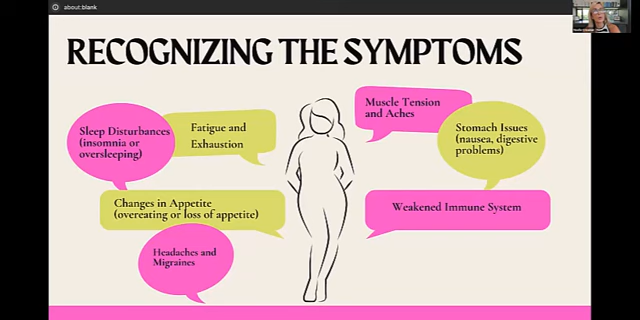 about:blank
RECOGNIZING THE SYMPTOMS
Sleep Disturbances
(insomnia or
oversleeping)
Fatigue and
Exhaustion
Changes in Appetite
(overeating or loss of appetite)
Headaches and
Migraines
Muscle Tension
and Aches
Stomach Issues
(nausea, digestive
problems)
Weakened Immune System